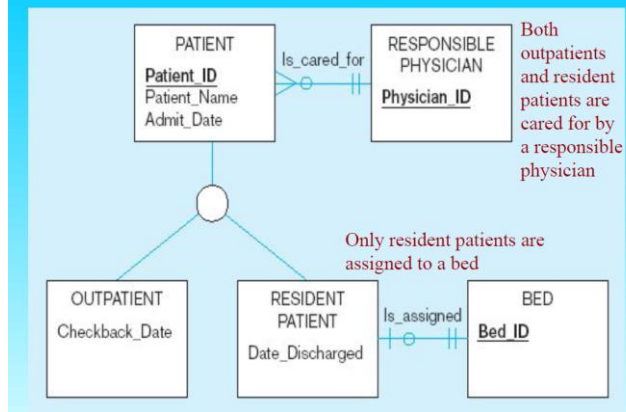 PATIENT
Patient_ID
Patient_Name
Admit_Date
Is_cared_for
RESPONSIBLE
PHYSICIAN
Physician_ID
Both
outpatients
and resident
patients are
cared for by
a responsible
physician
Only resident patients are
assigned to a bed
OUTPATIENT
Checkback_Date
RESIDENT
PATIENT
Date_Discharged
Is_assigned
BED
Bed_ID